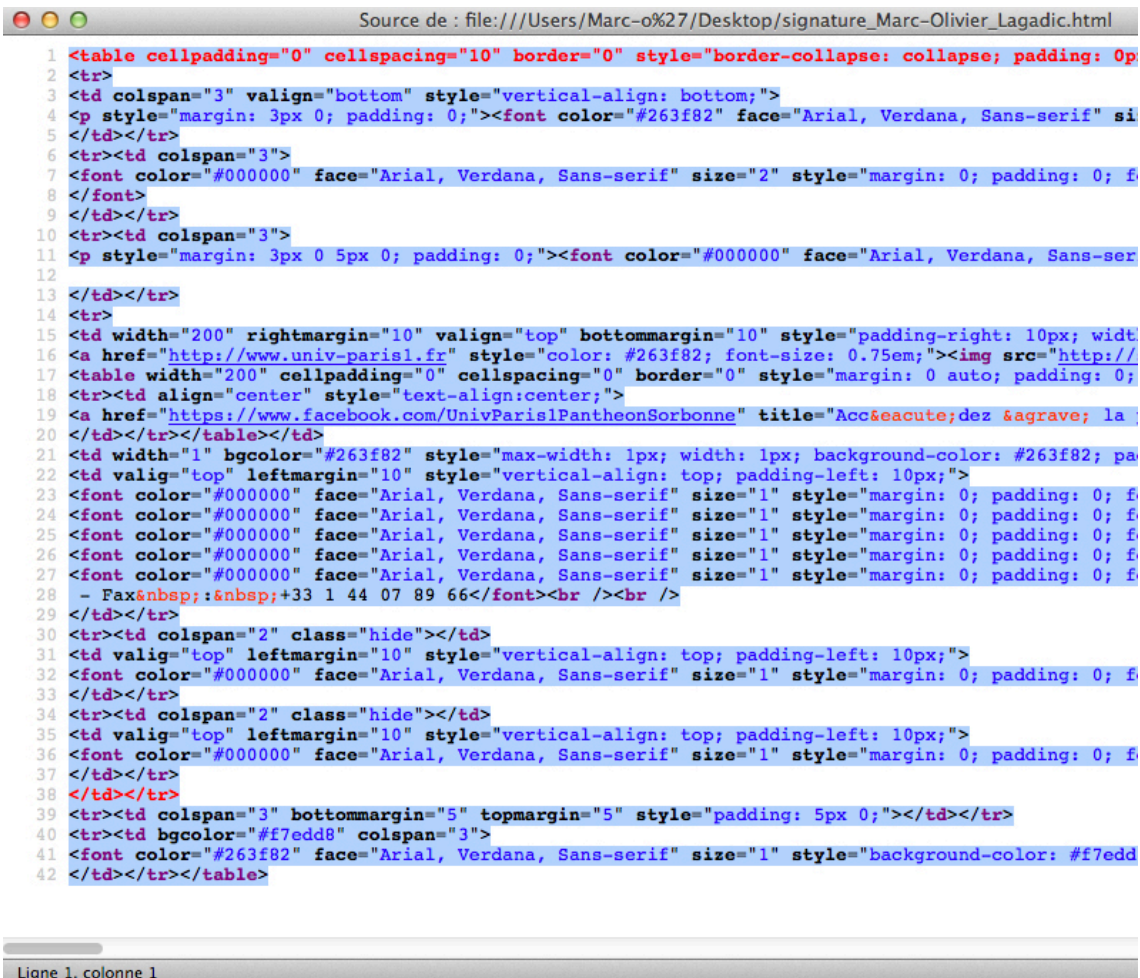 Source de : file:///Users/Marc-o%27/Desktop/signature_Marc-Olivier_Lagadic.html
1 <table cellpadding="0" cellspacing="10" border="0" style="border-collapse: collapse; padding: 0p
2 <tr>
3 <td colspan="3" valign="bottom" style="vertical-align: bottom;">
4 <p style="margin: 3px 0; padding: 0;"><font color="#263f82" face="Arial, Verdana, Sans-serif" si
5 </td></tr>
6 <tr><td colspan="3">
7 <font color="#000000" face="Arial, Verdana, Sans-serif" size="2" style="margin: 0; padding: 0; f
8 </font>
9 </td></tr>
10 <tr><td colspan="3">
11 <p style="margin: 3px 0 5px 0; padding: 0;"><font color="#000000" face="Arial, Verdana, Sans-ser
12
13 </td></tr>
14 <tr>
15 <td width="200" rightmargin="10" valign="top" bottommargin="10" style="padding-right: 10px; widt
16 <a href="http://www.univ-paris1.fr" style="color: #263f82; font-size: 0.75em;"><img src="http://
17 <table width="200" cellpadding="0" cellspacing="0" border="0" style="margin: 0 auto; padding: 0;
18 <tr><td align="center" style="text-align:center;">
19 <a href="https://www.facebook.com/UnivParis1PantheonSorbonne" title="Acc&eacute;dez &agrave; la
20 </td></tr></table></td>
21 <td width="1" bgcolor="#263f82" style="max-width: 1px; width: 1px; background-color: #263f82; pa
22 <td valig="top" leftmargin="10" style="vertical-align: top; padding-left: 10px;">
23 <font color="#000000" face="Arial, Verdana, Sans-serif" size="1" style="margin: 0; padding: 0; f
24 <font color="#000000" face="Arial, Verdana, Sans-serif" size="1" style="margin: 0; padding: 0; f
25 <font color="#000000" face="Arial, Verdana, Sans-serif" size="1" style="margin: 0; padding: 0; f
26 <font color="#000000" face="Arial, Verdana, Sans-serif" size="1" style="margin: 0; padding: 0; f
27 <font color="#000000" face="Arial, Verdana, Sans-serif" size="1" style="margin: 0; padding: 0; f
28 - Fax&nbsp;:&nbsp;+33 1 44 07 89 66</font><br /><br />
29 </td></tr>
30 <tr><td colspan="2" class="hide"></td>
31 <td valig="top" leftmargin="10" style="vertical-align: top; padding-left: 10px;">
32 <font color="#000000" face="Arial, Verdana, Sans-serif" size="1" style="margin: 0; padding: 0; f
33 </td></tr>
34 <tr><td colspan="2" class="hide"></td>
35 <td valig="top" leftmargin="10" style="vertical-align: top; padding-left: 10px;">
36 <font color="#000000" face="Arial, Verdana, Sans-serif" size="1" style="margin: 0; padding: 0; f
37 </td></tr>
38 </td></tr>
39 <tr><td colspan="3" bottommargin="5" topmargin="5" style="padding: 5px 0;"></td></tr>
40 <tr><td bgcolor="#f7edd8" colspan="3">
41 <font color="#263f82" face="Arial, Verdana, Sans-serif" size="1" style="background-color: #f7edd
42 </td></tr></table>
Ligne 1, colonne 1